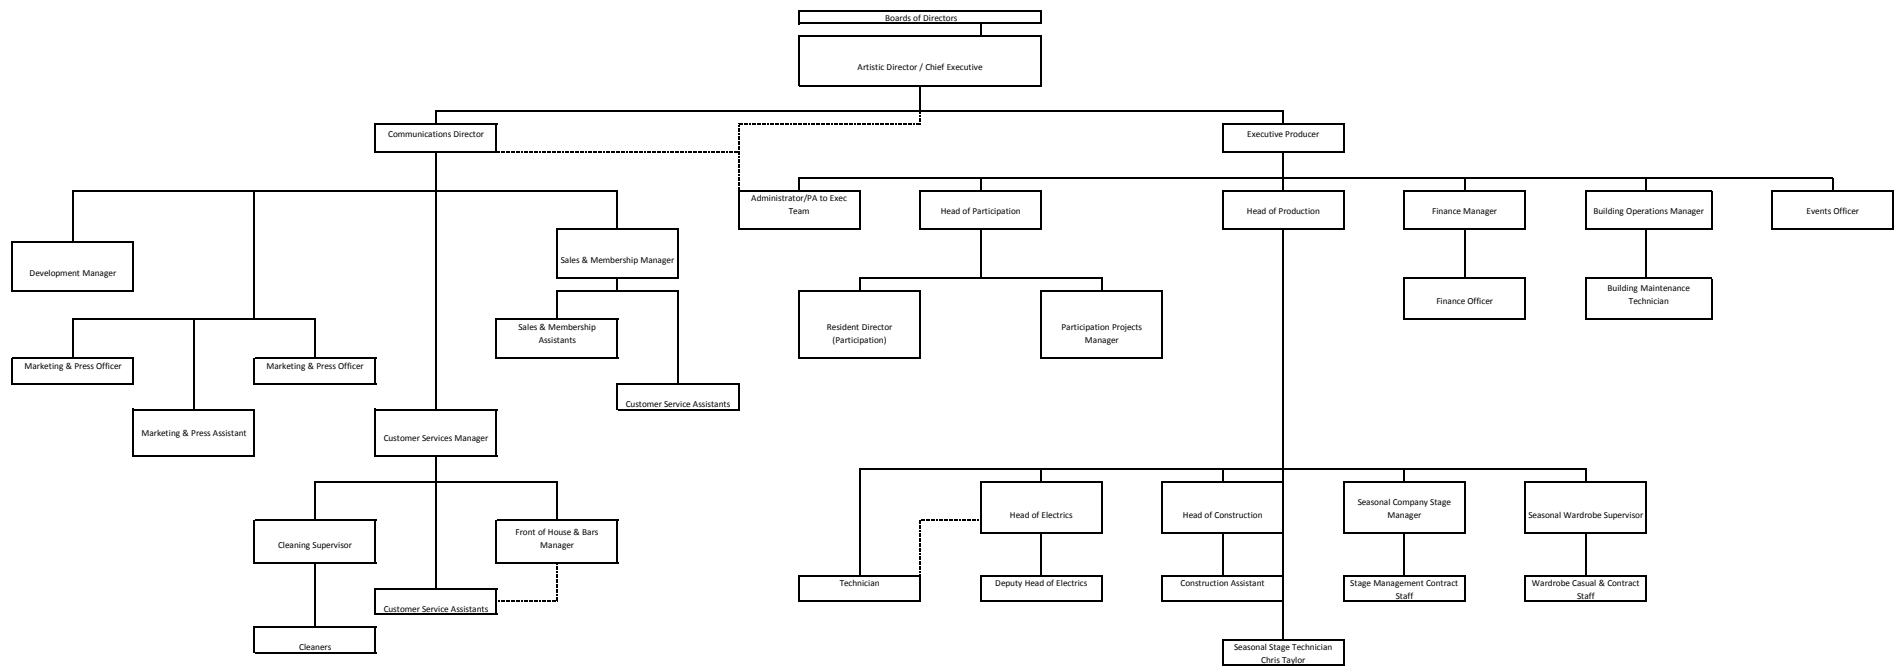 Boards of Directors
Artistic Director / Chief Executive
Communications Director
Executive Producer
Administrator/PA to Exec
Team
Head of Participation
Head of Production
Finance Manager
Building Operations Manager
Events Officer
Development Manager
Sales & Membership Manager
Finance Officer
Building Maintenance
Technician
Sales & Membership
Assistants
Resident Director
(Participation)
Participation Projects
Manager
Marketing & Press Officer
Marketing & Press Officer
Customer Service Assistants
Marketing & Press Assistant
Customer Services Manager
Cleaning Supervisor
Front of House & Bars
Manager
Head of Electrics
Head of Construction
Seasonal Company Stage
Manager
Seasonal Wardrobe Supervisor
Technician
Deputy Head of Electrics
Construction Assistant
Stage Management Contract
Staff
Wardrobe Casual & Contract
Staff
Customer Service Assistants
Cleaners
Seasonal Stage Technician
Chris Taylor